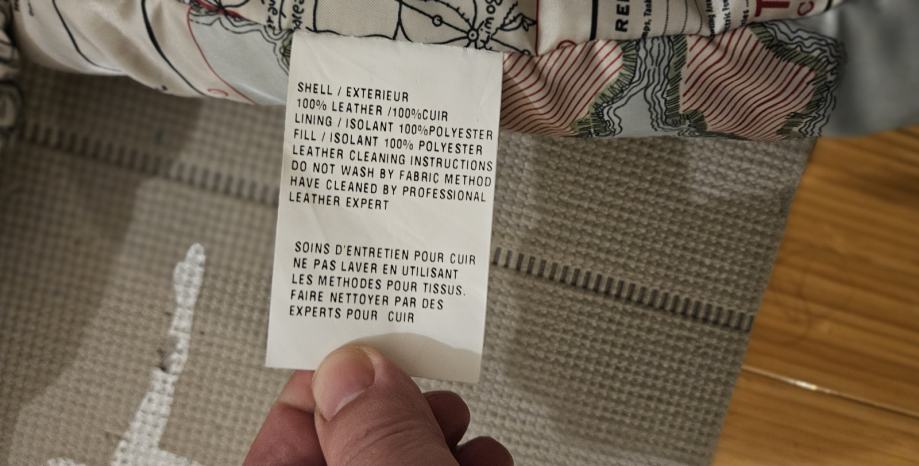 SHELL / EXTERIEUR
100% LEATHER /100%CUIR
LINING / ISOLANT 100%POLYESTER
FILL / ISOLANT 100% POLYESTER
LEATHER CLEANING INSTRUCTIONS
DO NOT WASH BY FABRIC METHOD
HAVE CLEANED BY PROFESSIONAL
LEATHER EXPERT
SOINS D'ENTRETIEN POUR CUIR
NE PAS LAVER EN UTILISANT
LES METHODES POUR TISSUS.
FAIRE NETTOYER PAR DES
EXPERTS POUR CUIR